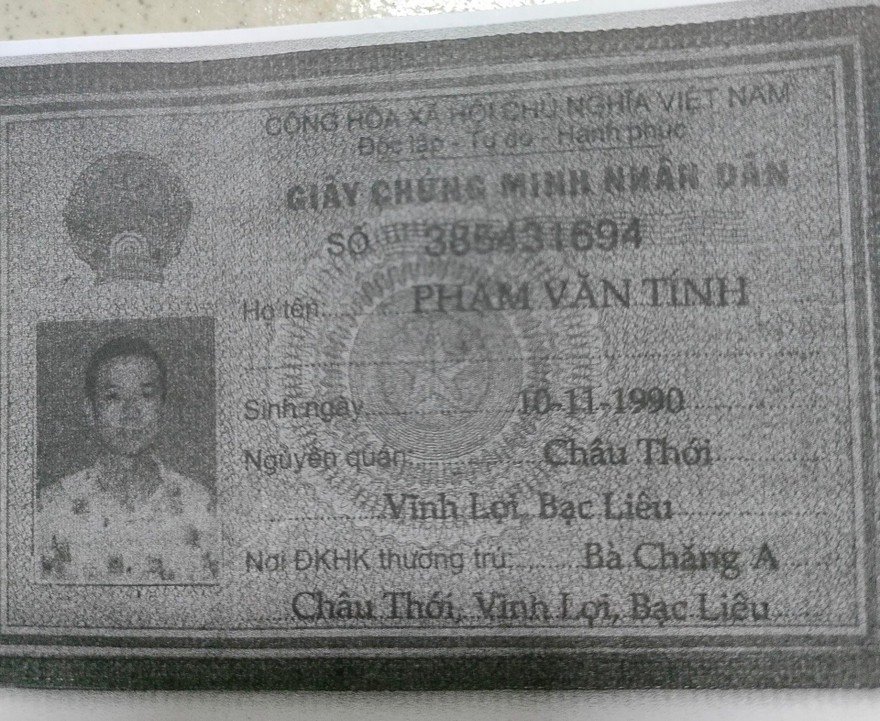 CỘNG HÒA XÃ HỘI CHỦ NGHĨA VIỆT NAM
Độc lập - Tự do - Hạnh phúc
GIẤY CHỨNG MINH NHÂN DÂN
SỐ 385431694
Họ tên: PHẠM VĂN TÍNH
Sinh ngày 10-11-1990
Nguyên quán: Châu Thới
Vĩnh Lợi, Bạc Liêu
Nơi ĐKHK thường trú: Bà Chăng A
Châu Thới, Vĩnh Lợi, Bạc Liêu